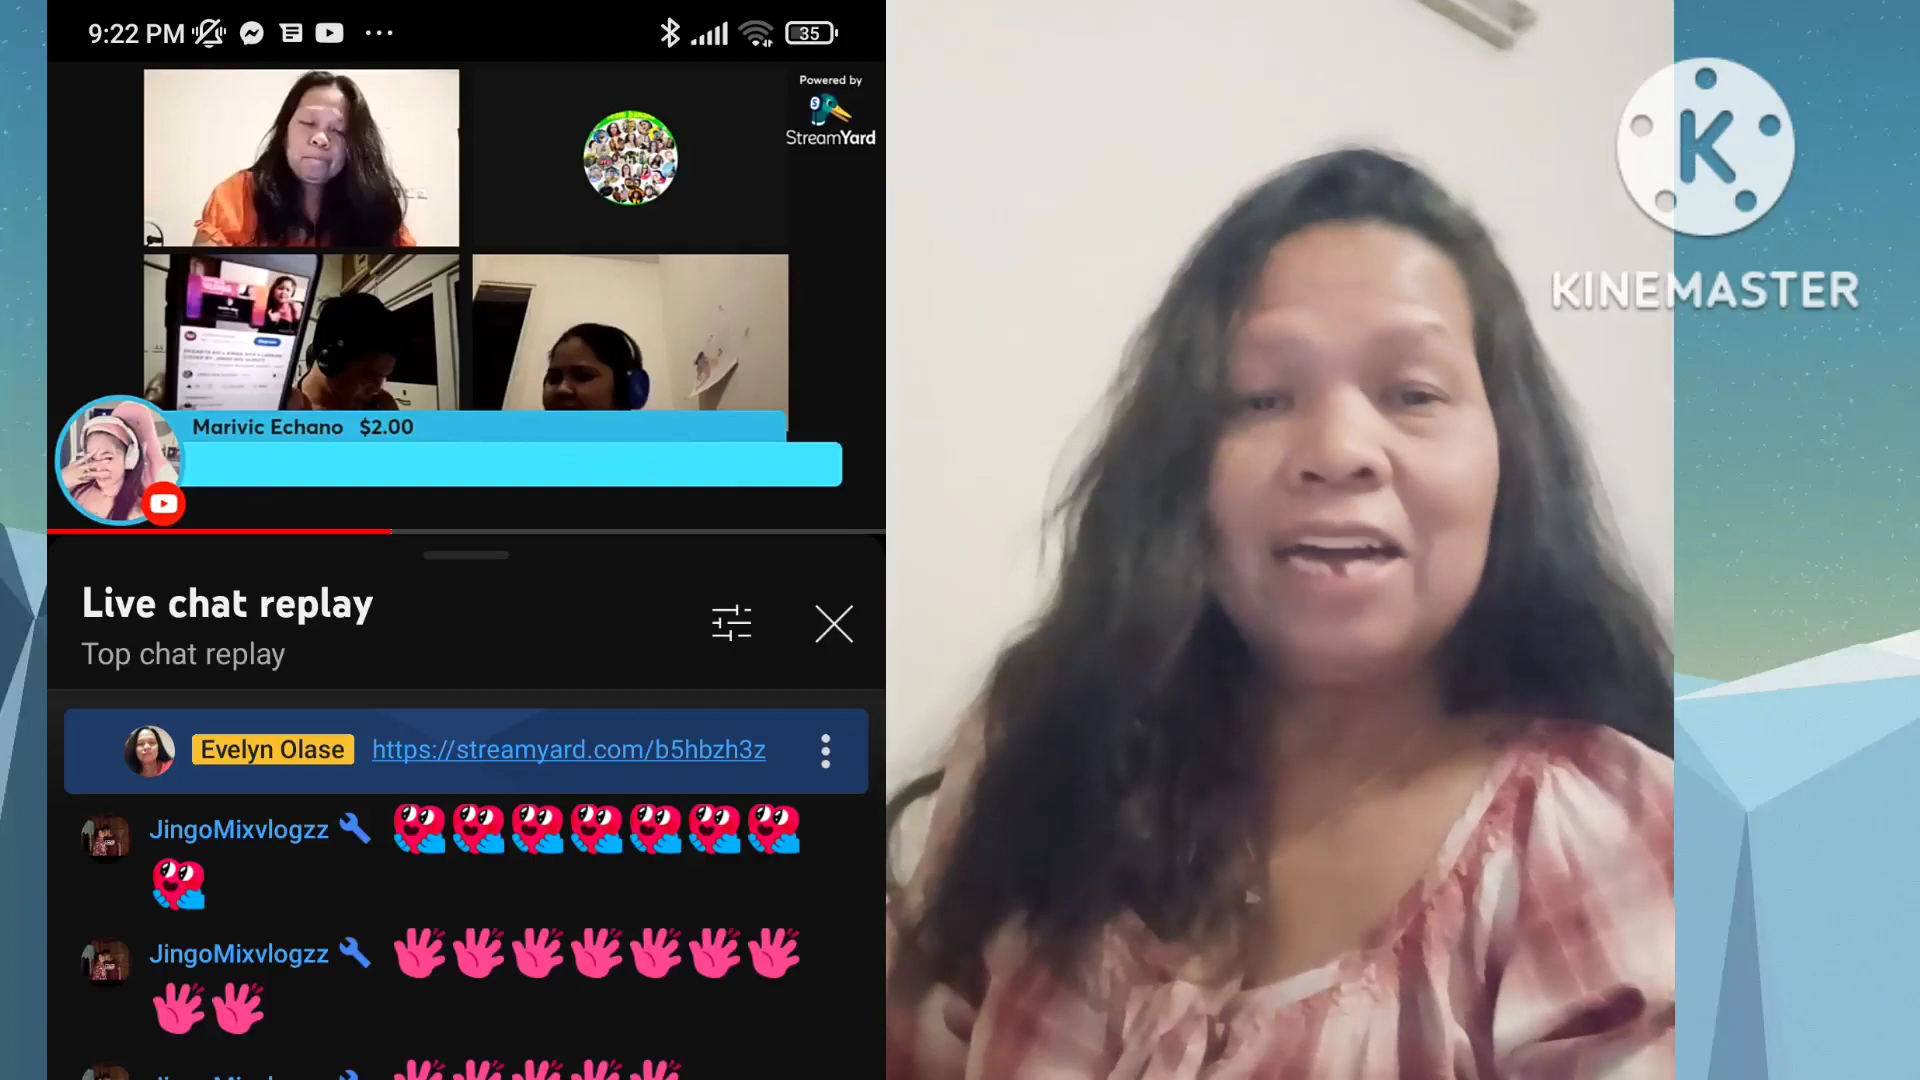 9:22 PM
35
Powered by
StreamYard
Marivic Echano $2.00
Live chat replay
Top chat replay
Evelyn Olase https://streamyard.com/b5hbzh3z
JingoMixvlogzz
JingoMixvlogzz
K
KINEMASTER